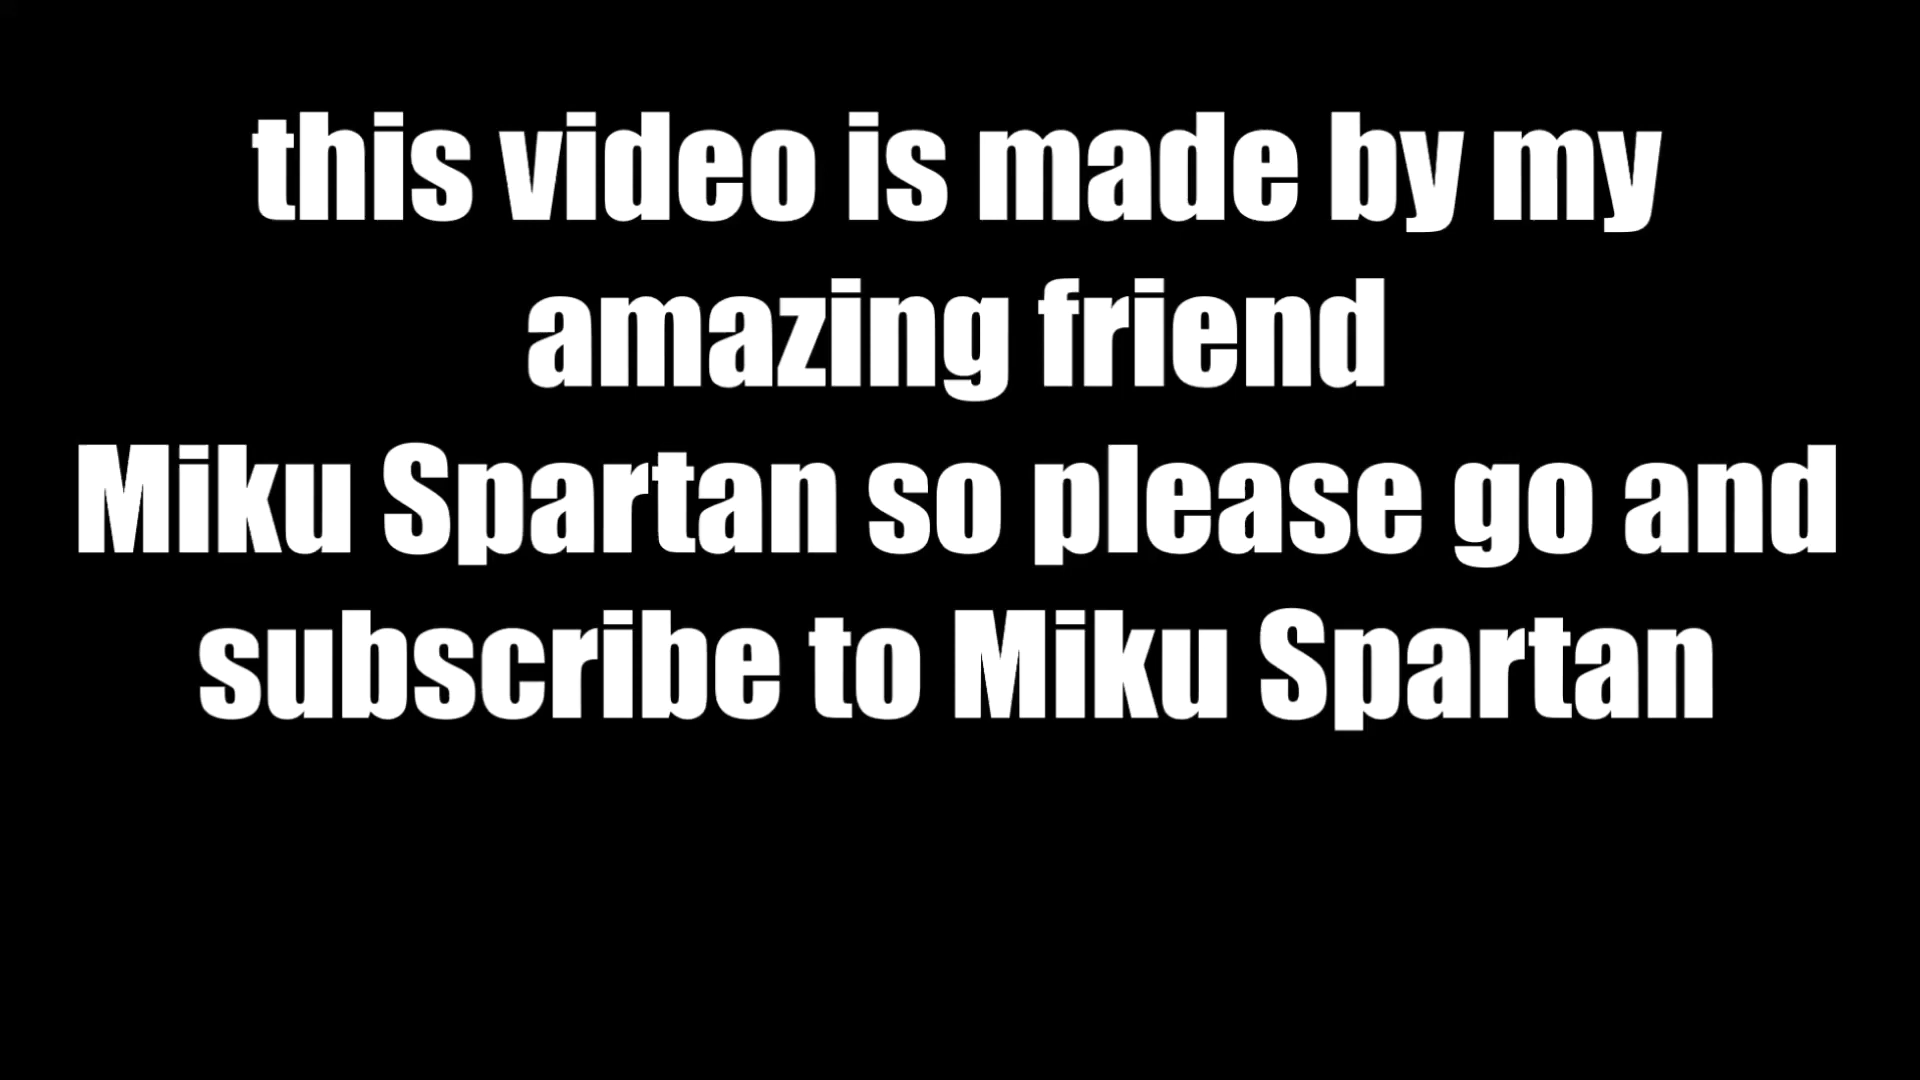 this video is made by my
amazing friend
Miku Spartan so please go and
subscribe to Miku Spartan